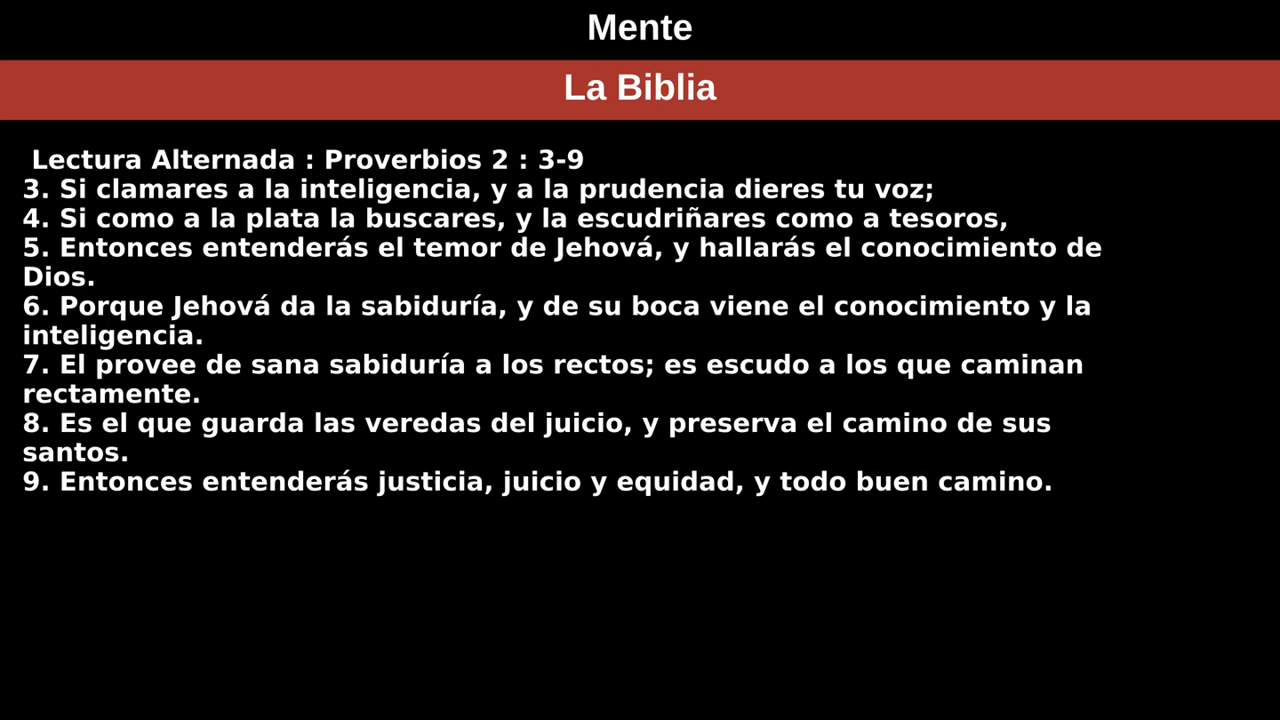 Mente
La Biblia
Lectura Alternada : Proverbios 2 : 3-9
3. Si clamares a la inteligencia, y a la prudencia dieres tu voz;
4. Si como a la plata la buscares, y la escudriñares como a tesoros,
5. Entonces entenderás el temor de Jehová, y hallarás el conocimiento de
Dios.
6. Porque Jehová da la sabiduría, y de su boca viene el conocimiento y la
inteligencia.
7. El provee de sana sabiduría a los rectos; es escudo a los que caminan
rectamente.
8. Es el que guarda las veredas del juicio, y preserva el camino de sus
santos.
9. Entonces entenderás justicia, juicio y equidad, y todo buen camino.